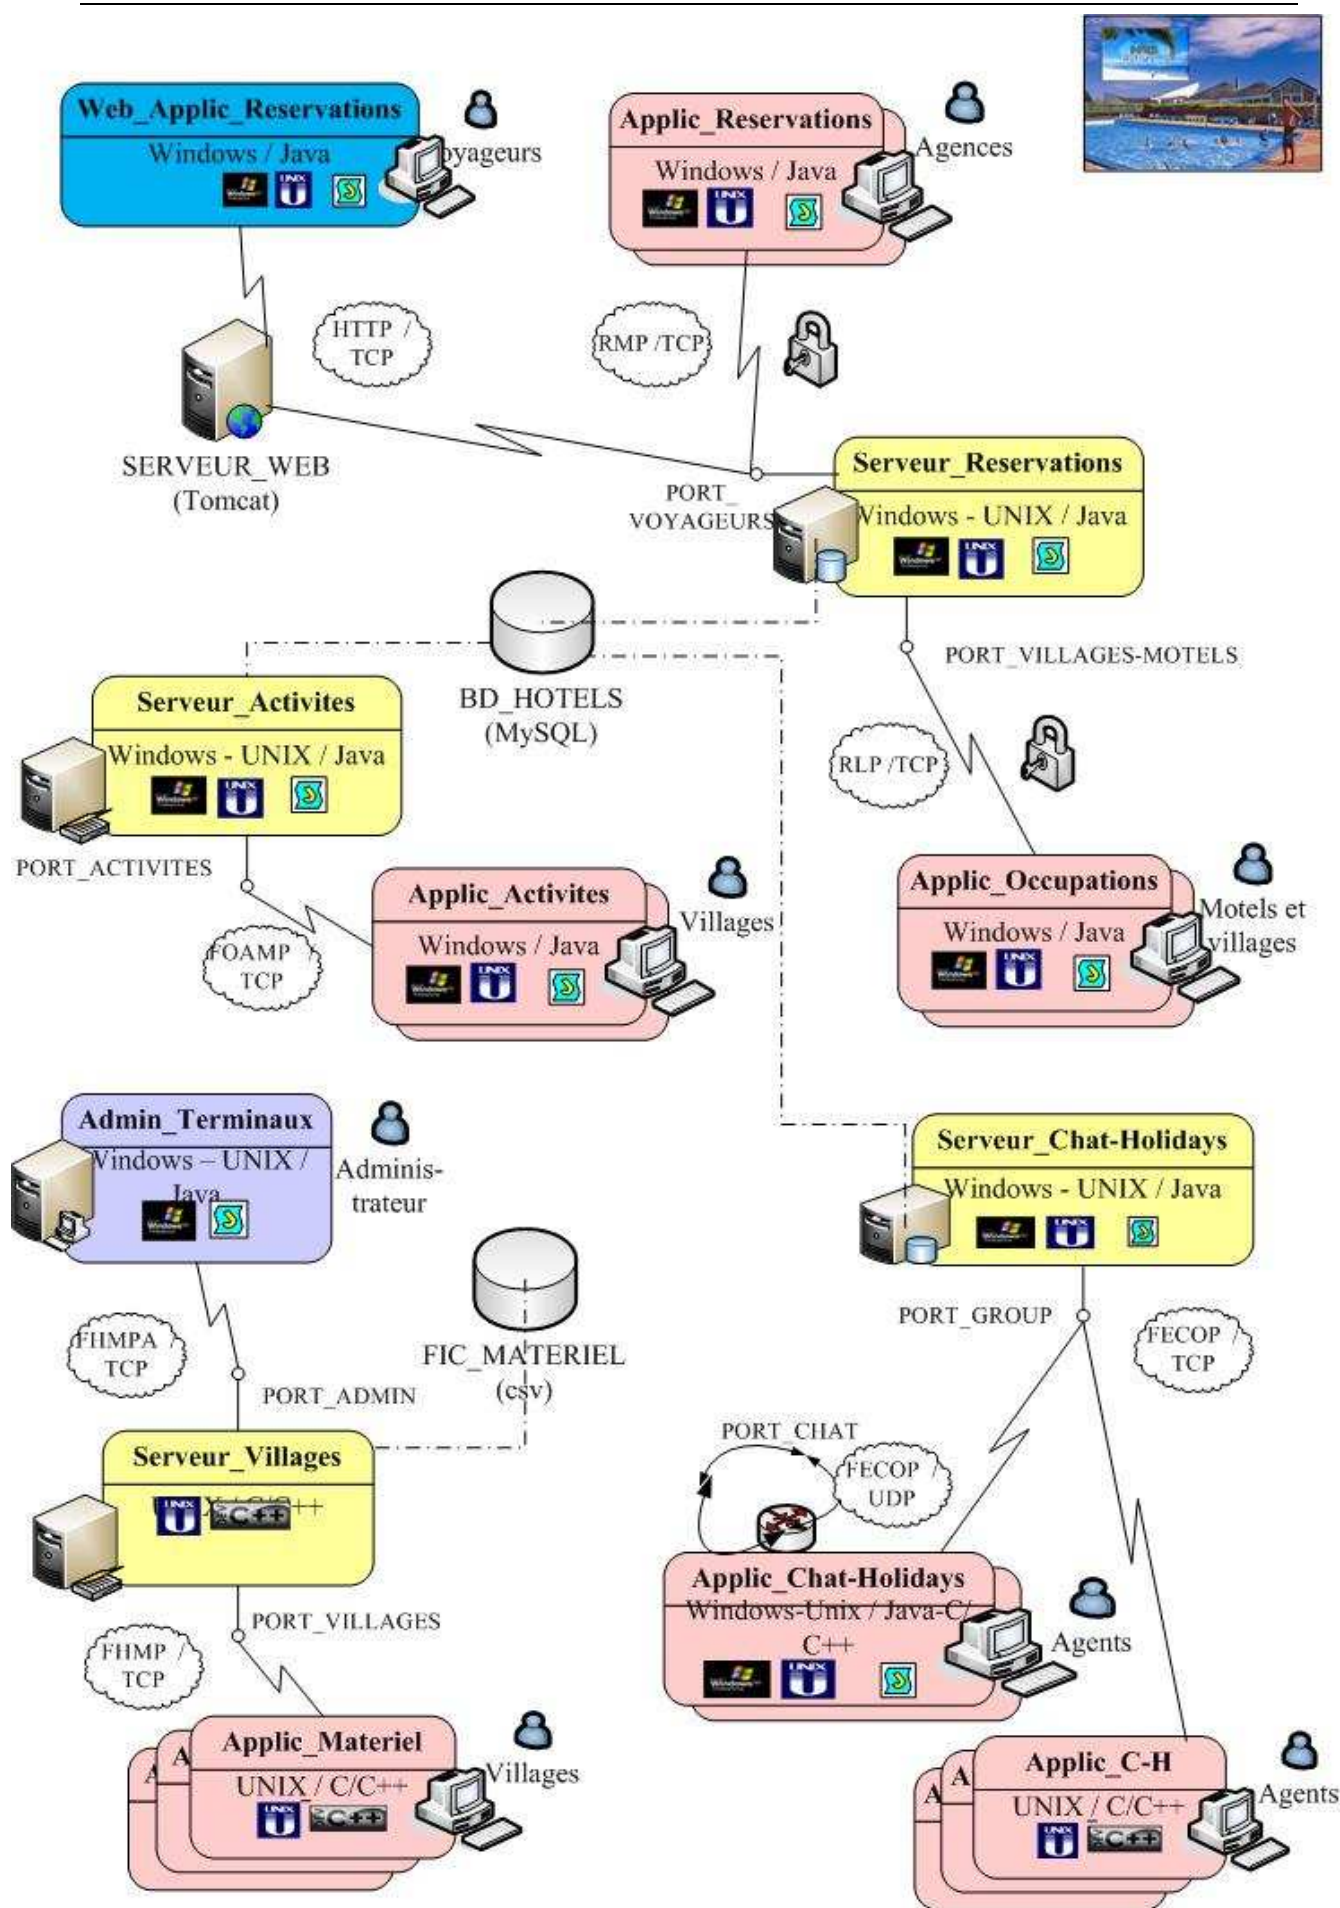 Web_Applic_Reservations
Windows / Java
oyageurs
Applic_Reservations
Windows / Java
Agences
HTTP /
TCP
RMP /TCP
SERVEUR_WEB
(Tomcat)
PORT_
VOYAGEURS
Serveur_Reservations
Windows - UNIX / Java
BD_HOTELS
(MySQL)
PORT_VILLAGES-MOTELS
RLP /TCP
Serveur_Activites
Windows - UNIX / Java
PORT_ACTIVITES
FOAMP /
TCP
Applic_Activites
Windows / Java
Villages
Applic_Occupations
Windows / Java
Motels et
villages
Admin_Terminaux
Windows – UNIX /
Java
Adminis-
trateur
FHMPA /
TCP
PORT_ADMIN
FIC_MATERIEL
(csv)
Serveur_Chat-Holidays
Windows - UNIX / Java
PORT_GROUP
FECOP /
TCP
Serveur_Villages
UNIX
C++
PORT_VILLAGES
FHMP /
TCP
PORT_CHAT
FECOP /
UDP
Applic_Chat-Holidays
Windows-Unix / Java-C/
C++
Agents
A
A
Applic_Materiel
UNIX / C/C++
UNIX
C++
Villages
A
A
Applic_C-H
UNIX / C/C++
UNIX
C++
Agents